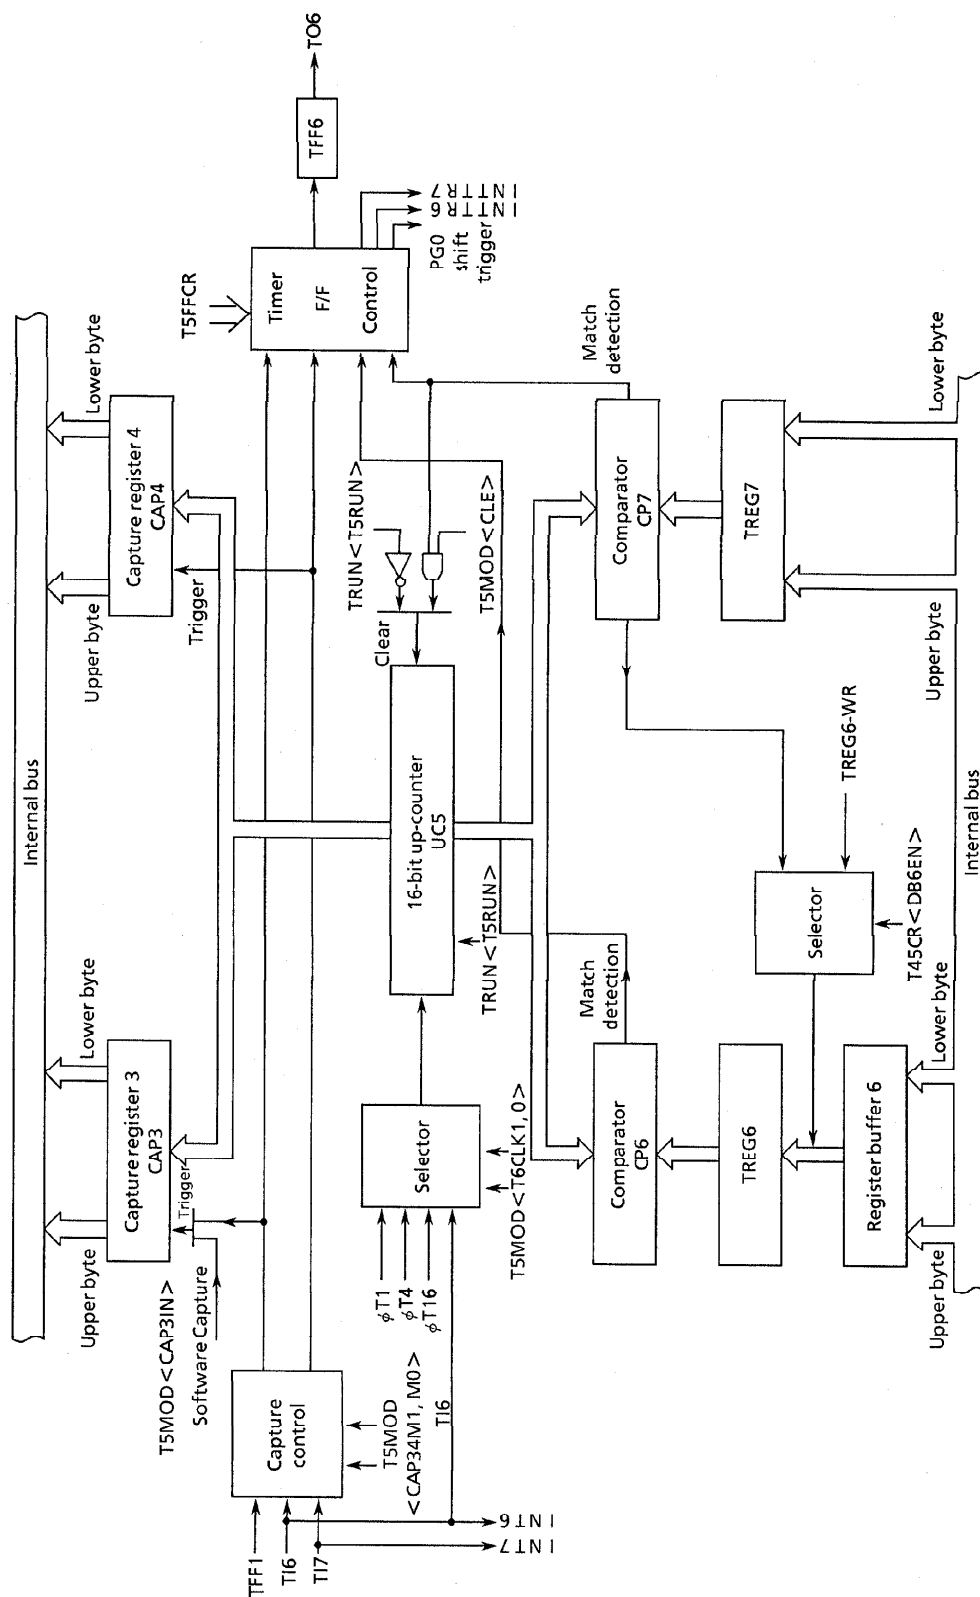 Internal bus
Upper byte
Lower byte
Upper byte
Lower byte
Capture register 3
CAP3
Capture register 4
CAP4
T5MOD<CAP3IN>
Software Capture
Trigger
Trigger
TFF1
TI6
TI7
Capture
control
T5MOD
<CAP34M1, M0>
TI6
INT6
INT7
T5FFCR
Timer
F/F
Control
TFF6
TO6
PG0
shift
trigger
INTTR6
INTTR7
ϕT1
ϕT4
ϕT16
Selector
T5MOD<T6CLK1,0>
16-bit up-counter
UC5
TRUN<T5RUN>
Clear
TRUN<T5RUN>
T5MOD<CLE>
Match
detection
Match
detection
Comparator
CP6
Comparator
CP7
TREG6
TREG7
Register buffer 6
Selector
TREG6-WR
T45CR<DB6EN>
Upper byte
Lower byte
Upper byte
Lower byte
Internal bus